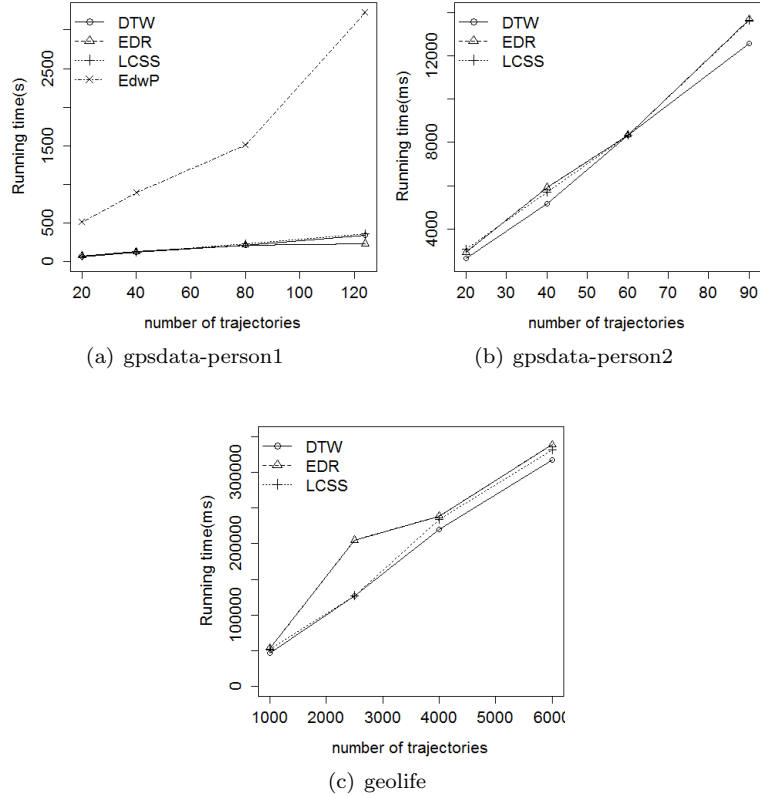 DTW
EDR
LCSS
EdwP
Running time(s)
0 500 1500 2500
20 40 60 80 100 120
number of trajectories
(a) gpsdata-person1
DTW
EDR
LCSS
Running time(ms)
4000 8000 12000
20 30 40 50 60 70 80 90
number of trajectories
(b) gpsdata-person2
DTW
EDR
LCSS
Running time(ms)
0 100000 200000 300000
1000 2000 3000 4000 5000 6000
number of trajectories
(c) geolife